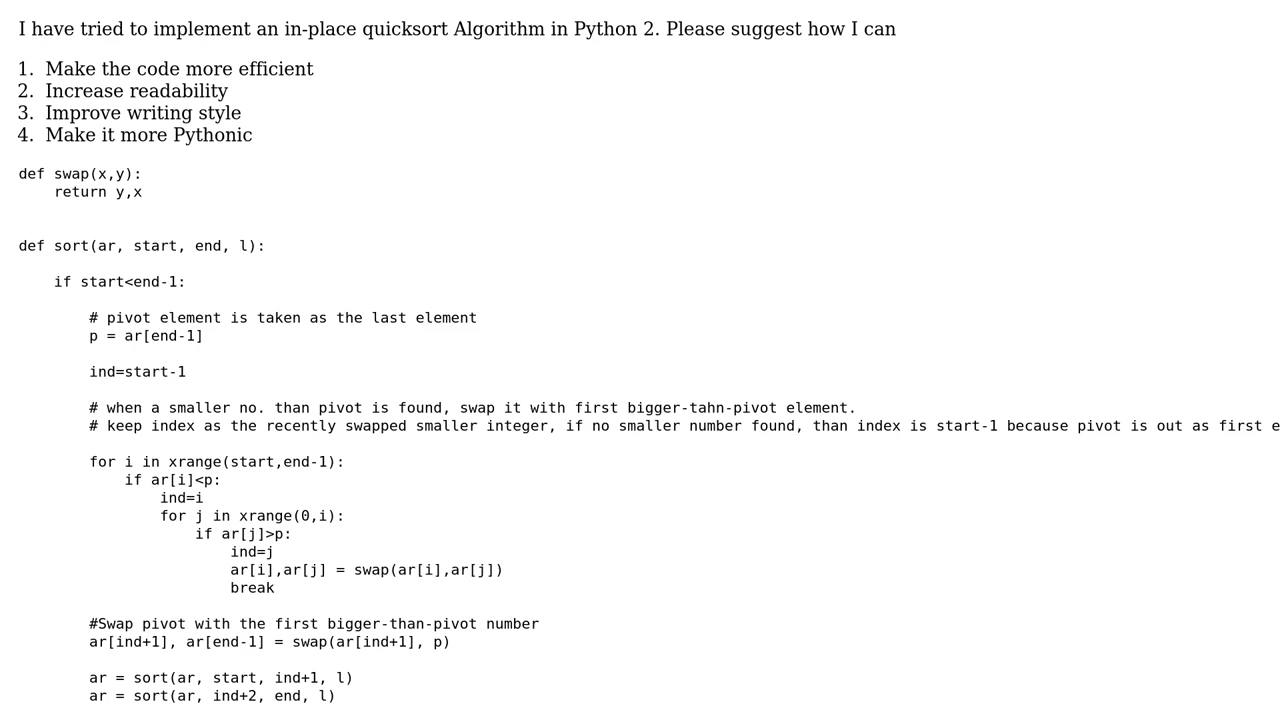 I have tried to implement an in-place quicksort Algorithm in Python 2. Please suggest how I can
1. Make the code more efficient
2. Increase readability
3. Improve writing style
4. Make it more Pythonic
def swap(x,y):
    return y,x
def sort(ar, start, end, l):
    if start<end-1:
        # pivot element is taken as the last element
        p = ar[end-1]
        ind=start-1
        # when a smaller no. than pivot is found, swap it with first bigger-tahn-pivot element.
        # keep index as the recently swapped smaller integer, if no smaller number found, than index is start-1 because pivot is out as first e
        for i in xrange(start,end-1):
            if ar[i]<p:
                ind=i
                for j in xrange(0,i):
                    if ar[j]>p:
                        ind=j
                        ar[i],ar[j] = swap(ar[i],ar[j])
                        break
        #Swap pivot with the first bigger-than-pivot number
        ar[ind+1], ar[end-1] = swap(ar[ind+1], p)
        ar = sort(ar, start, ind+1, l)
        ar = sort(ar, ind+2, end, l)